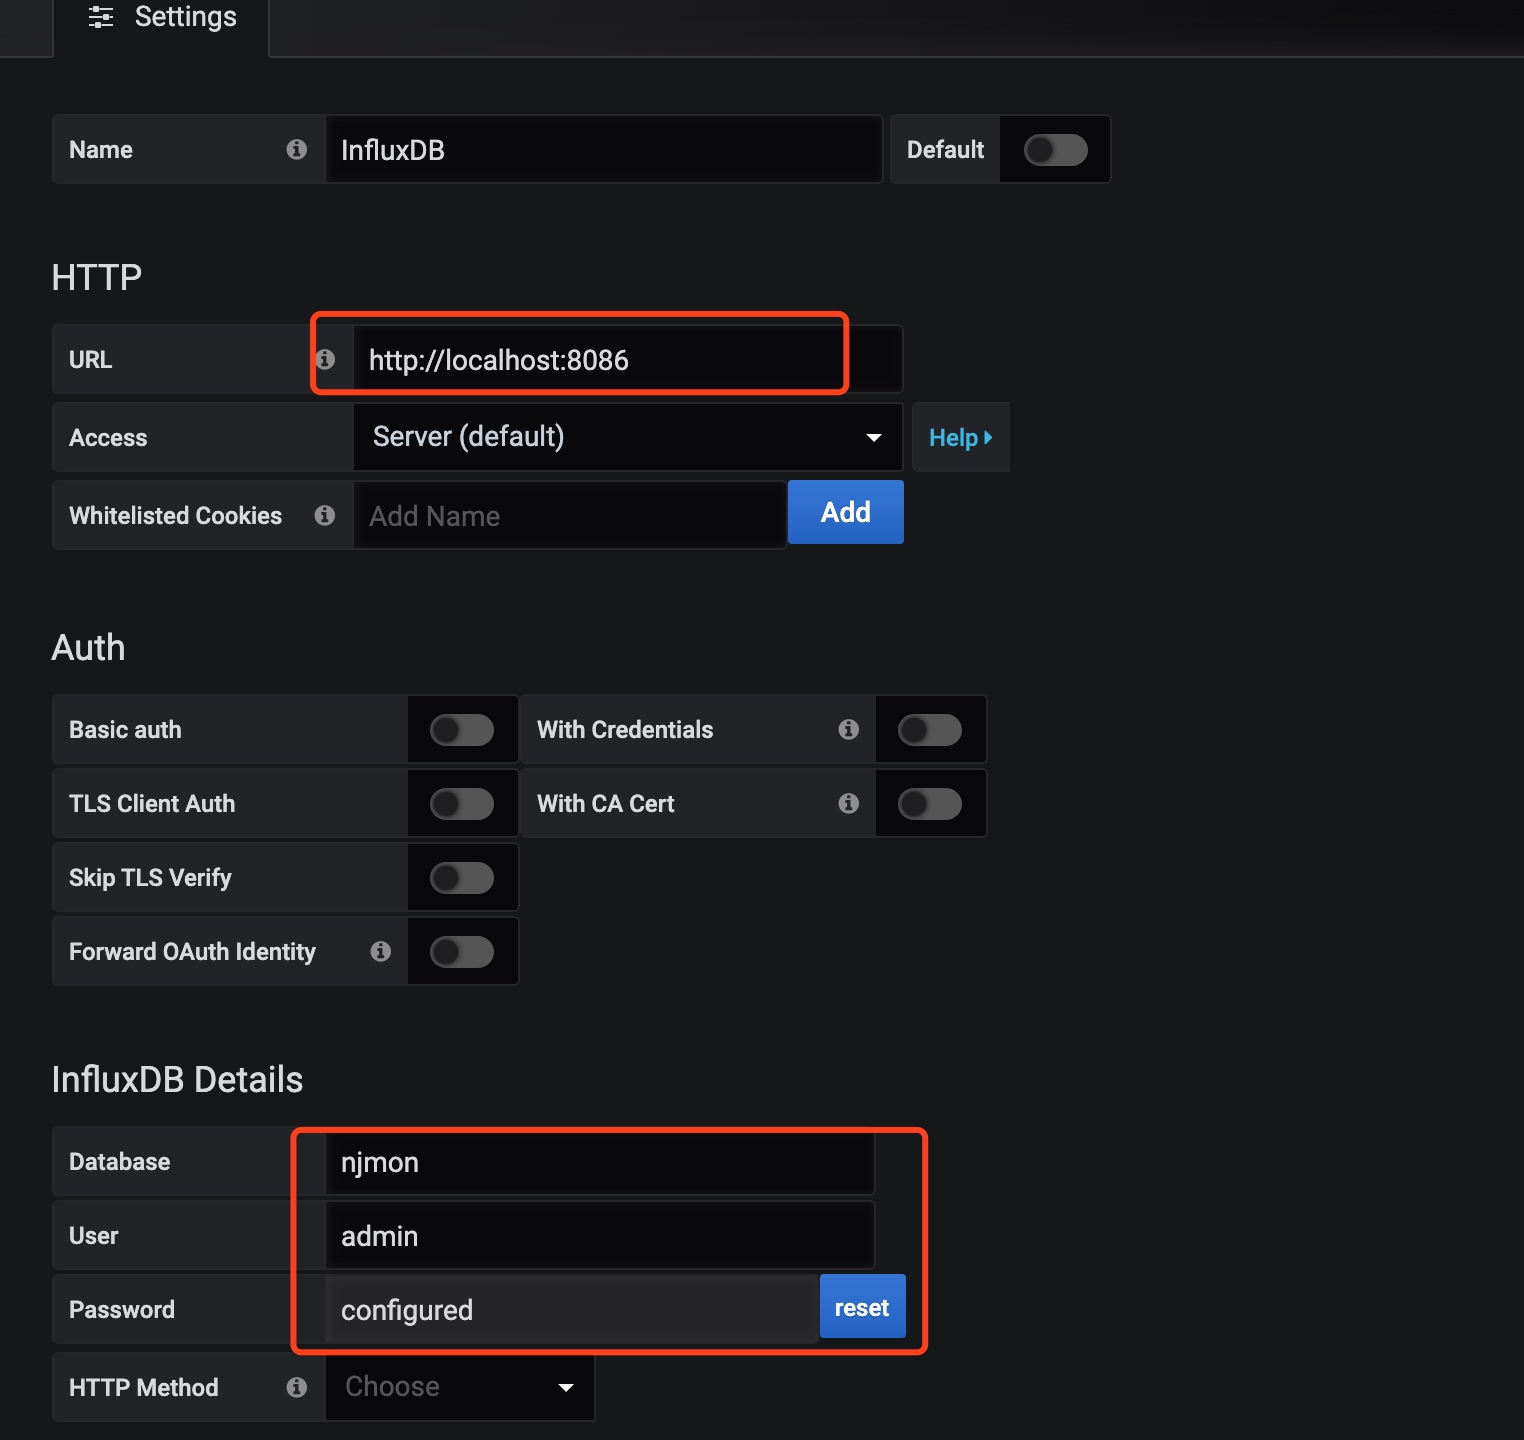 Settings
Name InfluxDB Default
HTTP
URL http://localhost:8086
Access Server (default) Help
Whitelisted Cookies Add Name Add
Auth
Basic auth With Credentials
TLS Client Auth With CA Cert
Skip TLS Verify
Forward OAuth Identity
InfluxDB Details
Database njmon
User admin
Password configured reset
HTTP Method Choose